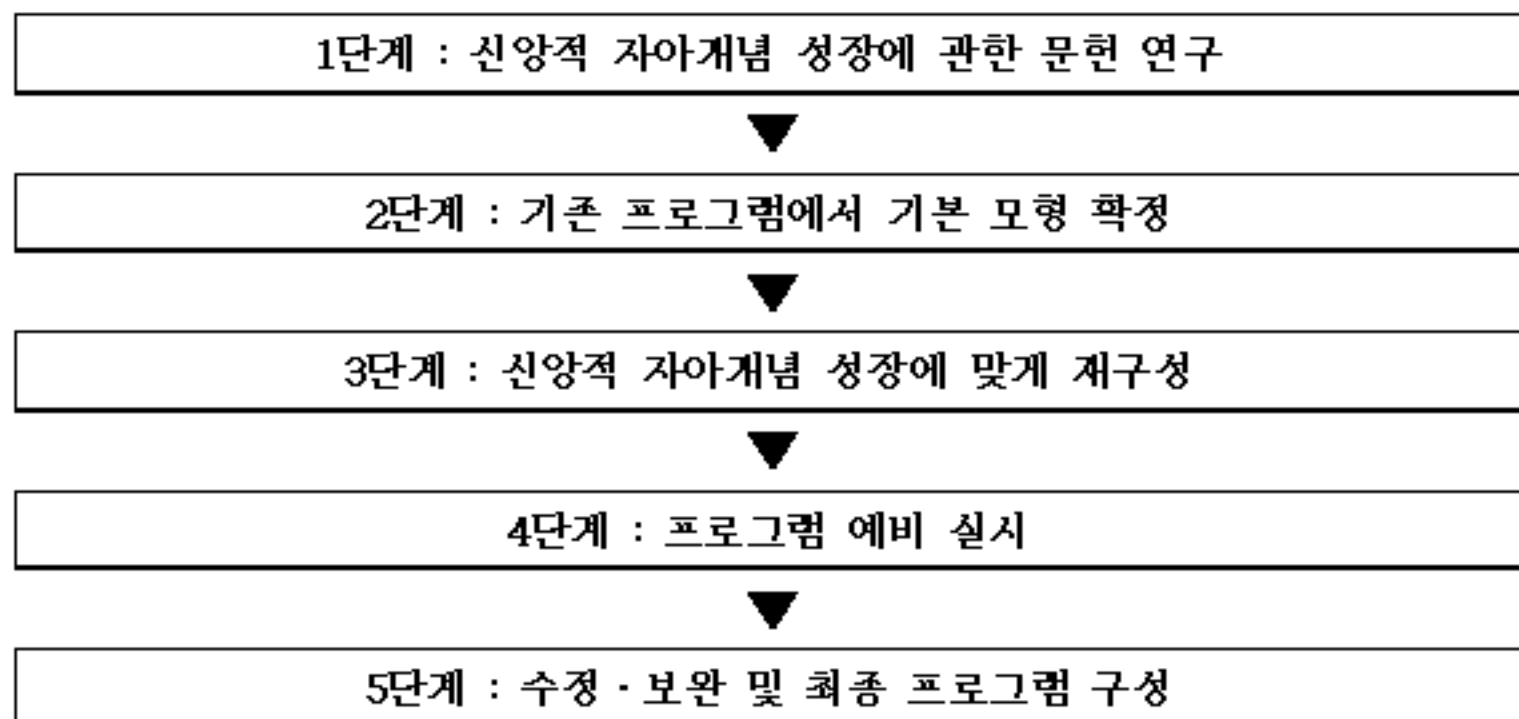 1단계 : 신앙적 자아개념 성장에 관한 문헌 연구
2단계 : 기존 프로그램에서 기본 모형 확정
3단계 : 신앙적 자아개념 성장에 맞게 재구성
4단계 : 프로그램 예비 실시
5단계 : 수정·보완 및 최종 프로그램 구성